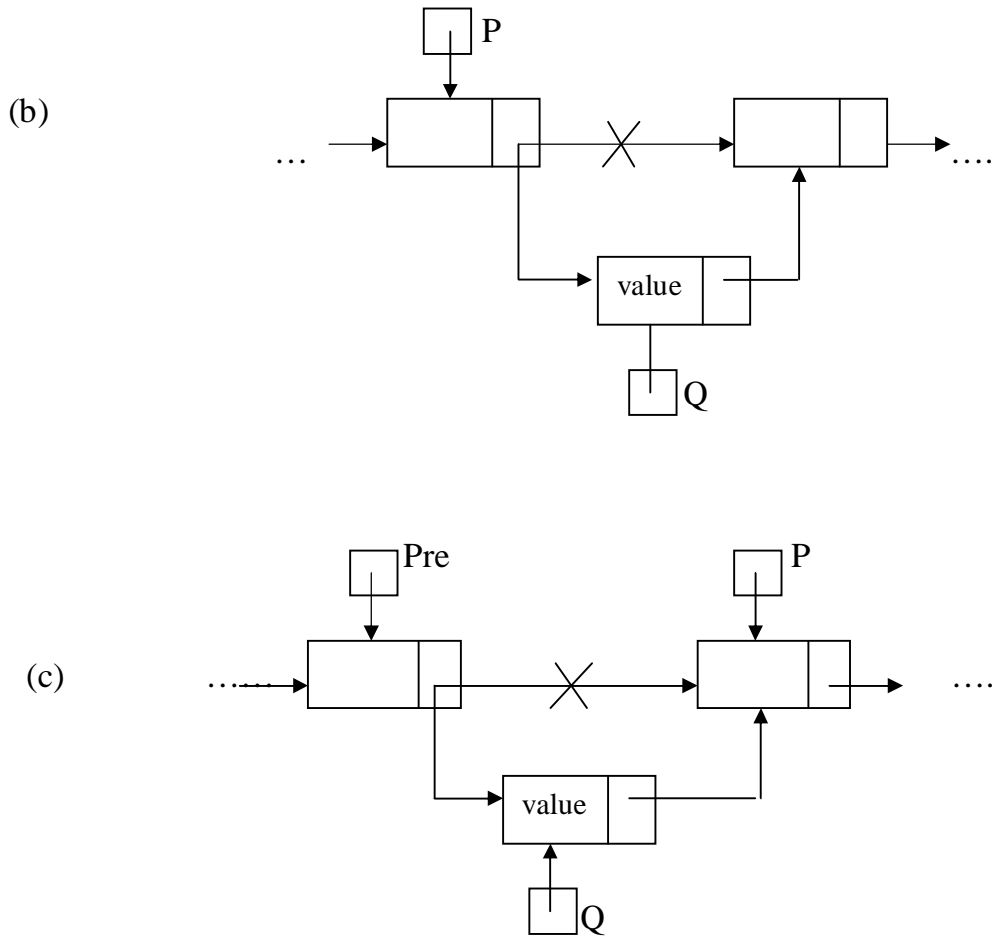 P
(b)
… ….
value
Q
Pre P
(c) …… ….
value
Q